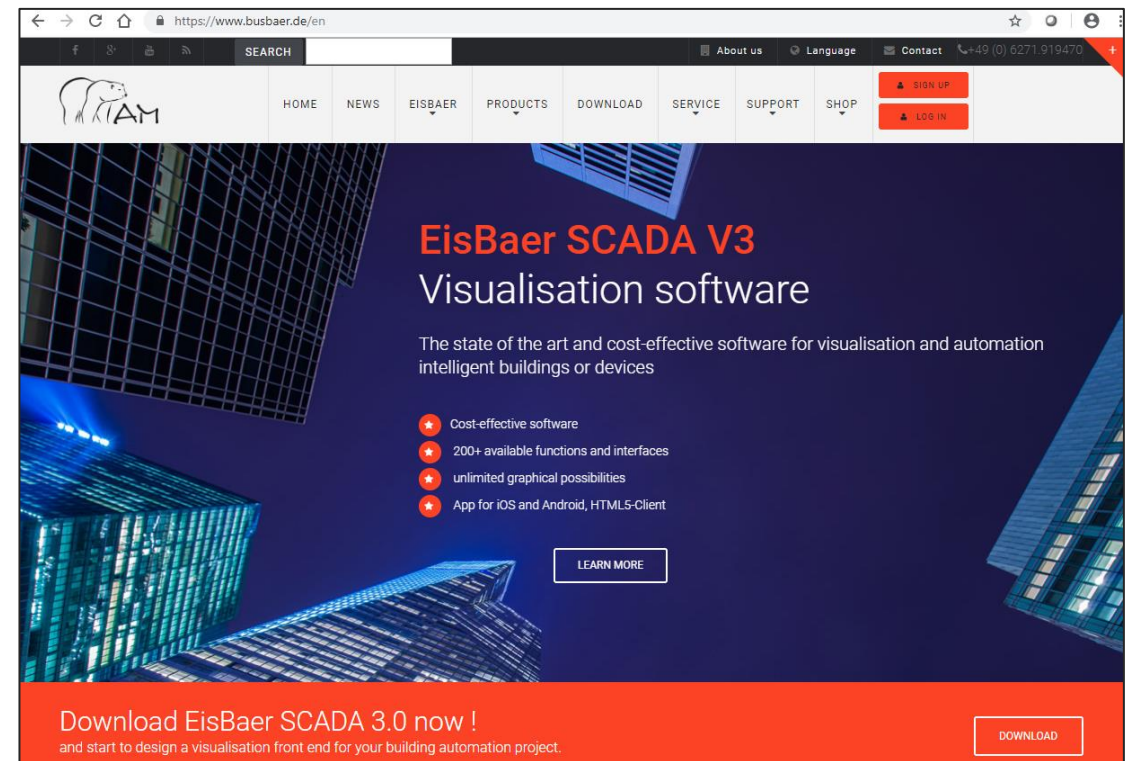 https://www.busbaer.de/en
SEARCH
About us
Language
Contact
+49 (0) 6271.919470
+
AM
HOME
NEWS
EISBAER
PRODUCTS
DOWNLOAD
SERVICE
SUPPORT
SHOP
SIGN UP
LOG IN
EisBaer SCADA V3
Visualisation software
The state of the art and cost-effective software for visualisation and automation
intelligent buildings or devices
Cost-effective software
200+ available functions and interfaces
unlimited graphical possibilities
App for iOS and Android, HTML5-Client
LEARN MORE
Download EisBaer SCADA 3.0 now !
and start to design a visualisation front end for your building automation project.
DOWNLOAD